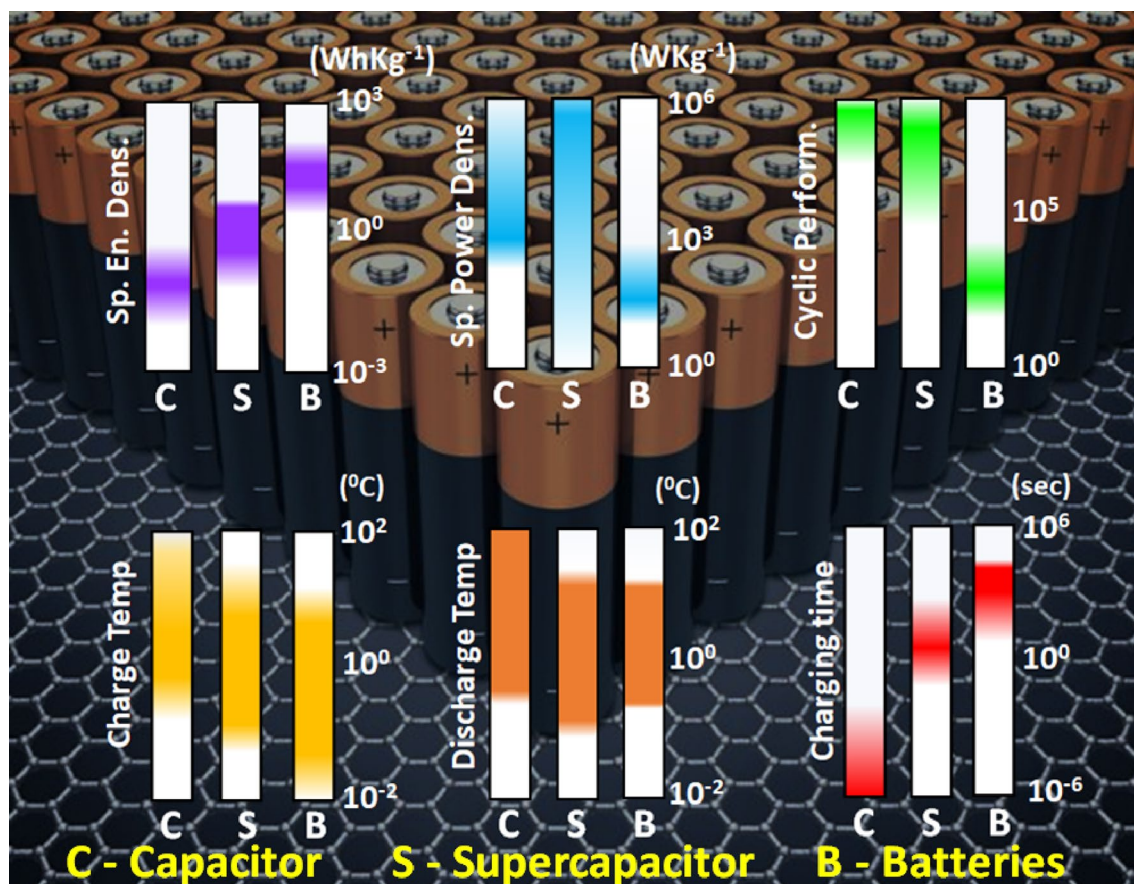 (WhKg⁻¹)
10³
10⁰
10⁻³
Sp. En. Dens.
C S B
(WKg⁻¹)
10⁶
10³
10⁰
Sp. Power Dens.
C S B
10⁵
10⁰
Cyclic Perform.
C S B
(⁰C)
10²
10⁰
10⁻²
Charge Temp
C S B
(⁰C)
10²
10⁰
10⁻²
Discharge Temp
C S B
(sec)
10⁶
10⁰
10⁻⁶
Charging time
C S B
C - Capacitor S - Supercapacitor B - Batteries